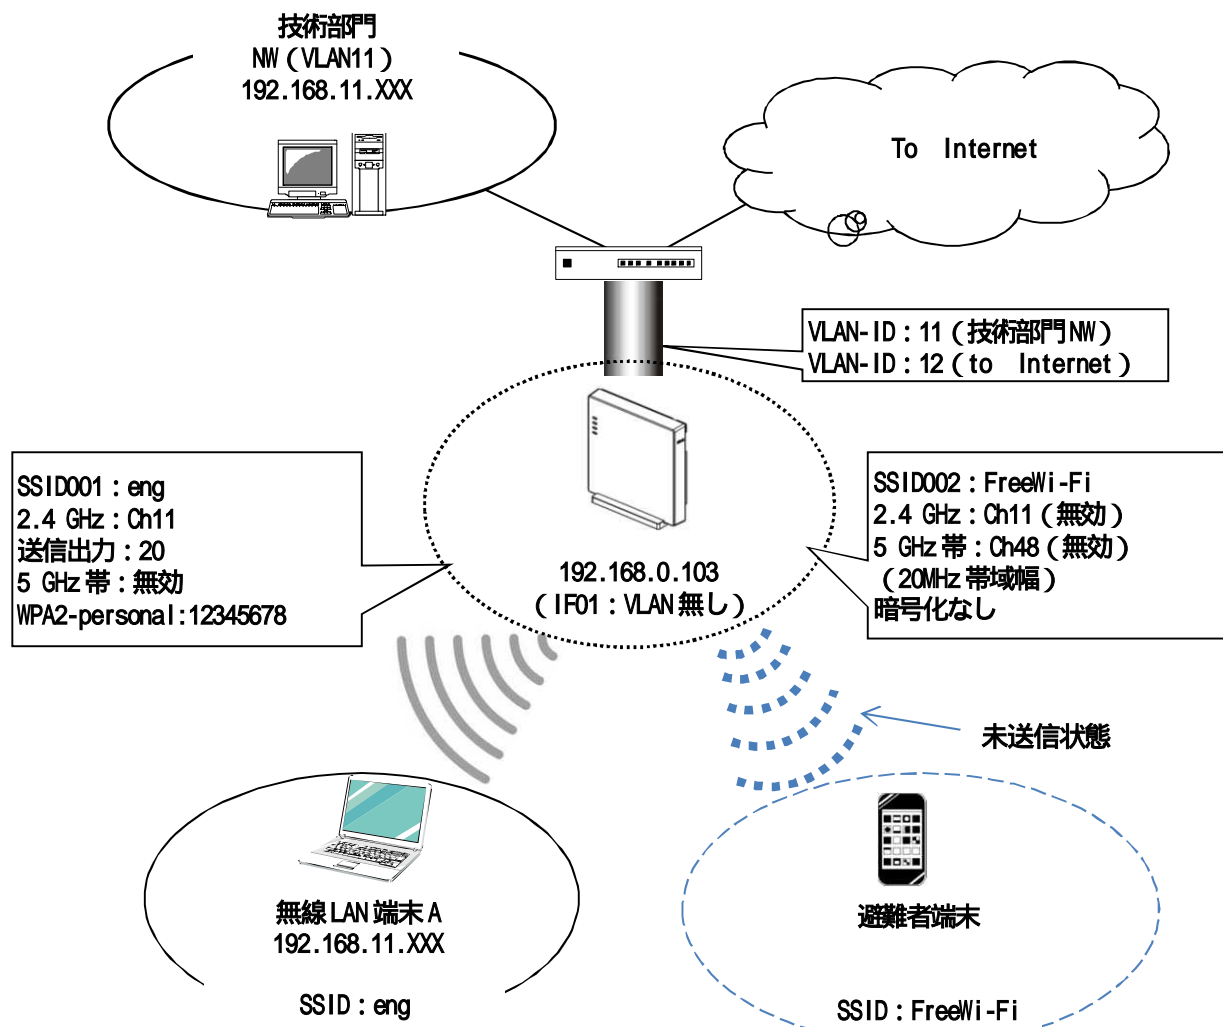 技術部門
NW（VLAN11）
192.168.11.XXX
To Internet
VLAN-ID：11（技術部門NW）
VLAN-ID：12（to Internet）
SSID001：eng
2.4 GHz：Ch11
送信出力：20
5 GHz帯：無効
WPA2-personal:12345678
192.168.0.103
（IF01：VLAN無し）
SSID002：FreeWi-Fi
2.4 GHz：Ch11（無効）
5 GHz帯：Ch48（無効）
（20MHz帯域幅）
暗号化なし
未送信状態
無線LAN端末A
192.168.11.XXX
SSID：eng
避難者端末
SSID：FreeWi-Fi